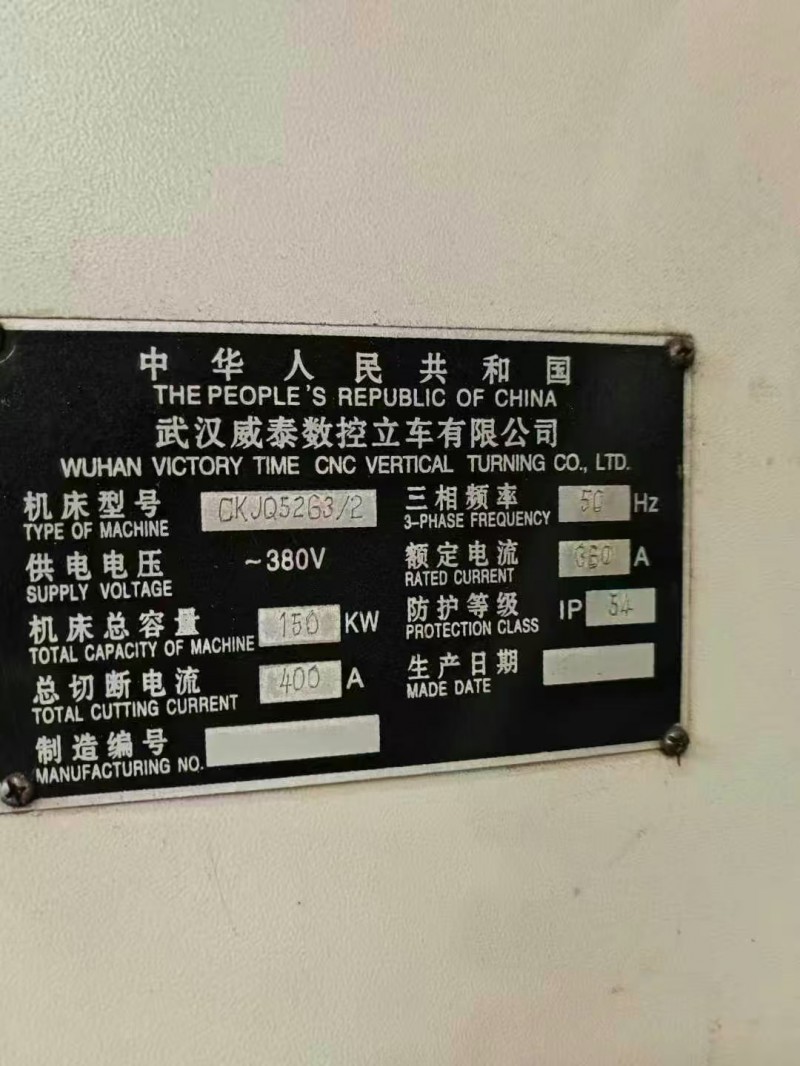 中华人民共和国
THE PEOPLE'S REPUBLIC OF CHINA
武汉威泰数控立车有限公司
WUHAN VICTORY TIME CNC VERTICAL TURNING CO., LTD.
机床型号 CKJQ52G3/2 三相频率 50 Hz
TYPE OF MACHINE 3-PHASE FREQUENCY
供电电压 ~380V 额定电流 A
SUPPLY VOLTAGE RATED CURRENT
机床总容量 150 KW 防护等级 IP 54
TOTAL CAPACITY OF MACHINE PROTECTION CLASS
总切断电流 400 A 生产日期
TOTAL CUTTING CURRENT MADE DATE
制造编号
MANUFACTURING NO.